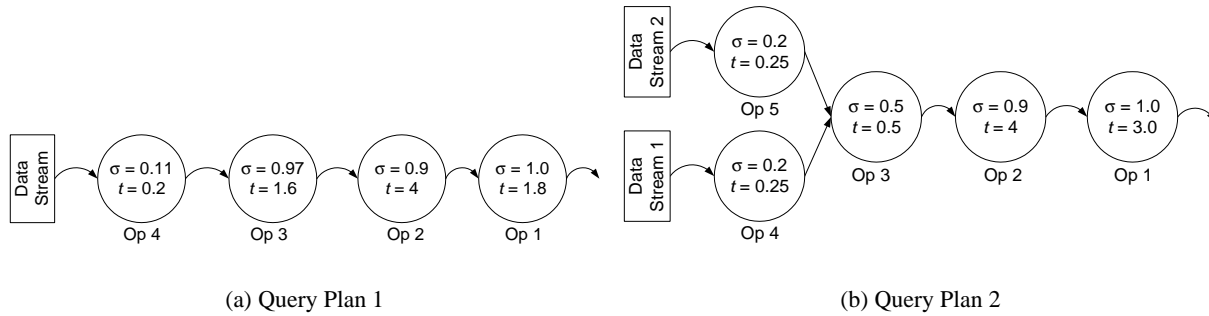 Data
Stream
σ = 0.11
t = 0.2
Op 4
σ = 0.97
t = 1.6
Op 3
σ = 0.9
t = 4
Op 2
σ = 1.0
t = 1.8
Op 1
(a) Query Plan 1
Data
Stream 2
σ = 0.2
t = 0.25
Op 5
Data
Stream 1
σ = 0.2
t = 0.25
Op 4
σ = 0.5
t = 0.5
Op 3
σ = 0.9
t = 4
Op 2
σ = 1.0
t = 3.0
Op 1
(b) Query Plan 2